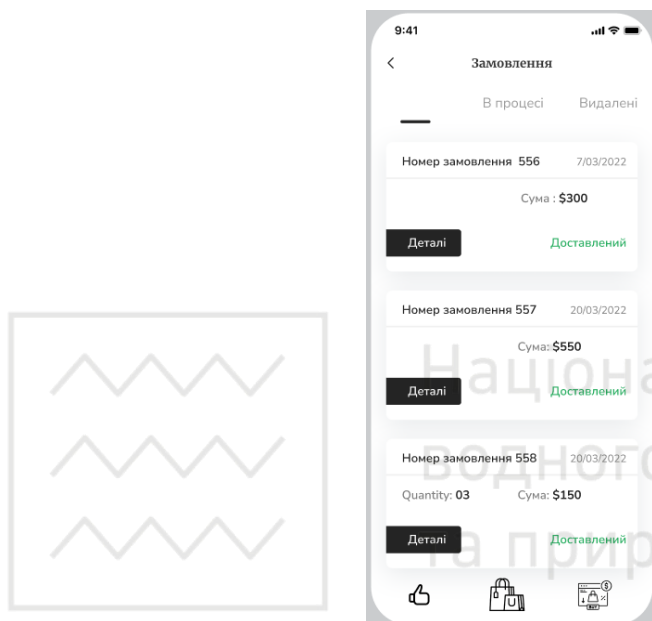 9:41
Замовлення
В процесі Видалені
Номер замовлення 556 7/03/2022
Сума : $300
Деталі Доставлений
Номер замовлення 557 20/03/2022
Сума: $550
Націона
Деталі Доставлений
водного
Номер замовлення 558 20/03/2022
Quantity: 03 Сума: $150
та прир
Деталі Доставлений